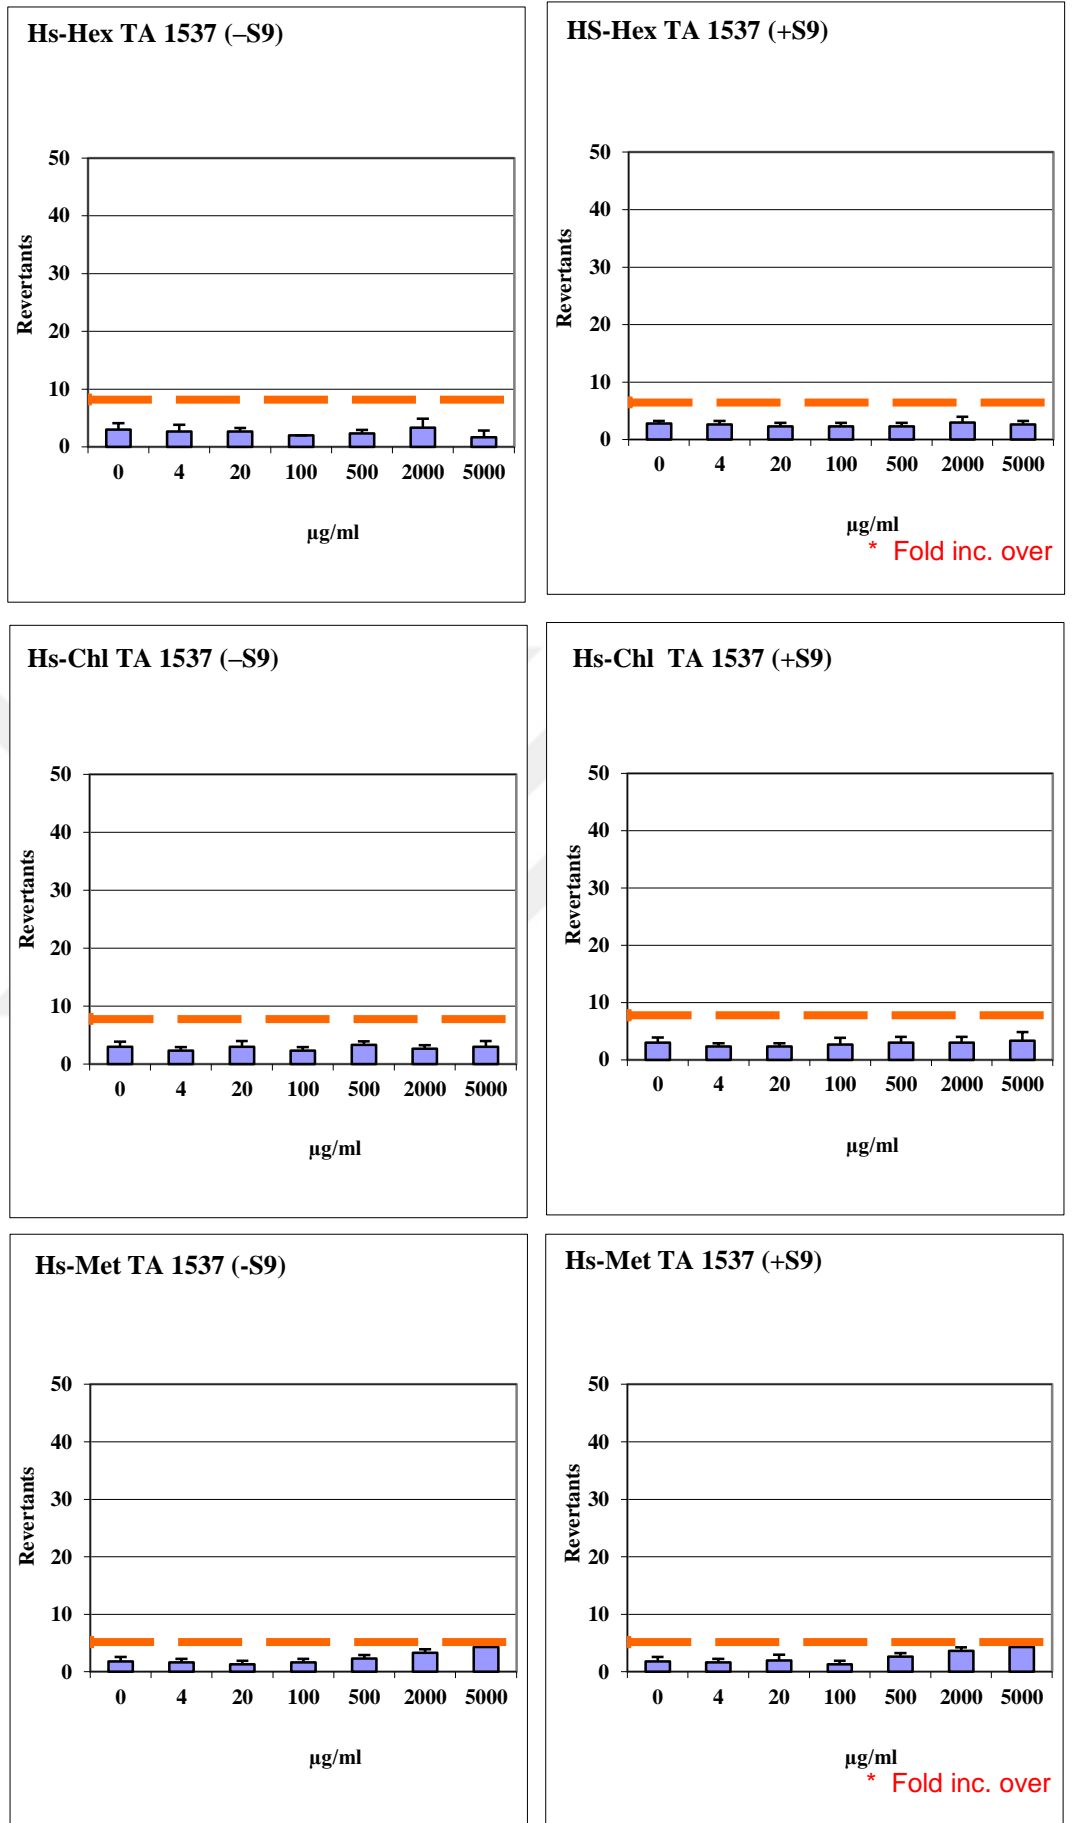 Hs-Hex TA 1537 (–S9)
50
40
30
20
10
0
Revertants
0 4 20 100 500 2000 5000
µg/ml
HS-Hex TA 1537 (+S9)
50
40
30
20
10
0
Revertants
0 4 20 100 500 2000 5000
µg/ml
* Fold inc. over
Hs-Chl TA 1537 (–S9)
50
40
30
20
10
0
Revertants
0 4 20 100 500 2000 5000
µg/ml
Hs-Chl TA 1537 (+S9)
50
40
30
20
10
0
Revertants
0 4 20 100 500 2000 5000
µg/ml
Hs-Met TA 1537 (-S9)
50
40
30
20
10
0
Revertants
0 4 20 100 500 2000 5000
µg/ml
Hs-Met TA 1537 (+S9)
50
40
30
20
10
0
Revertants
0 4 20 100 500 2000 5000
µg/ml
* Fold inc. over